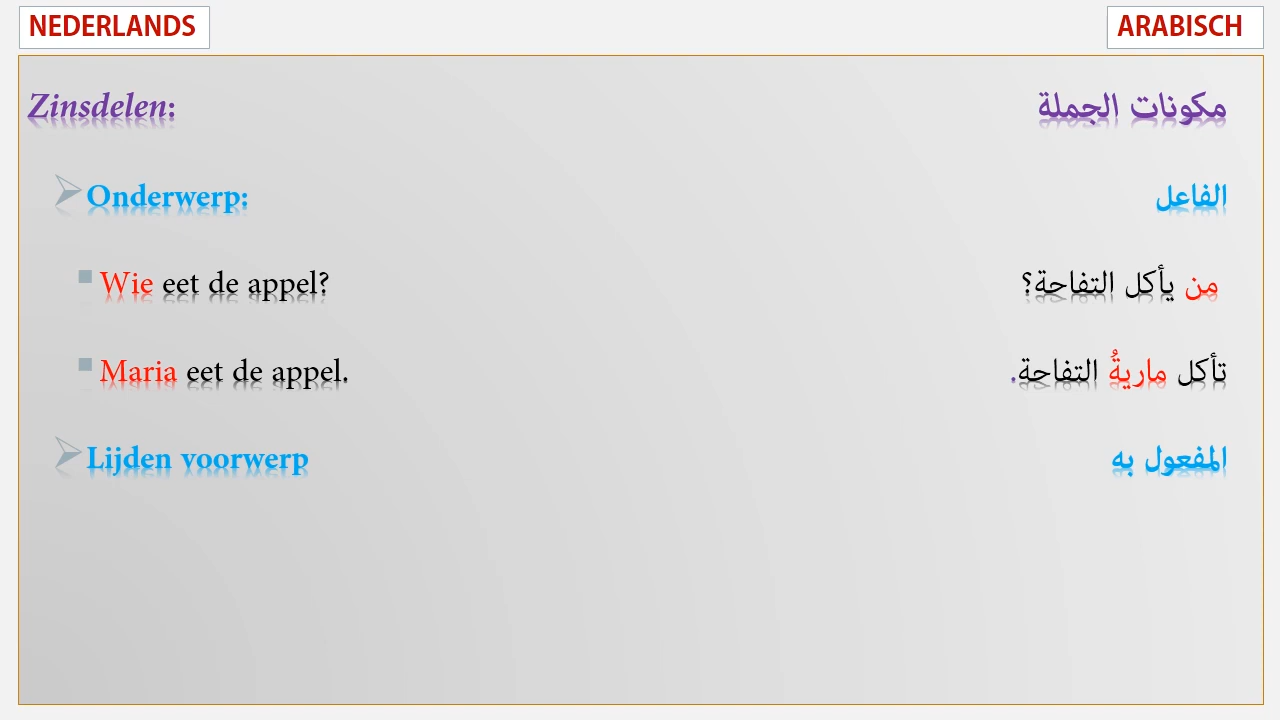 NEDERLANDS
ARABISCH
Zinsdelen:
مكونات الجملة
Onderwerp:
الفاعل
Wie eet de appel?
من يأكل التفاحة؟
Maria eet de appel.
تأكل ماريةُ التفاحة.
Lijden voorwerp
المفعول به